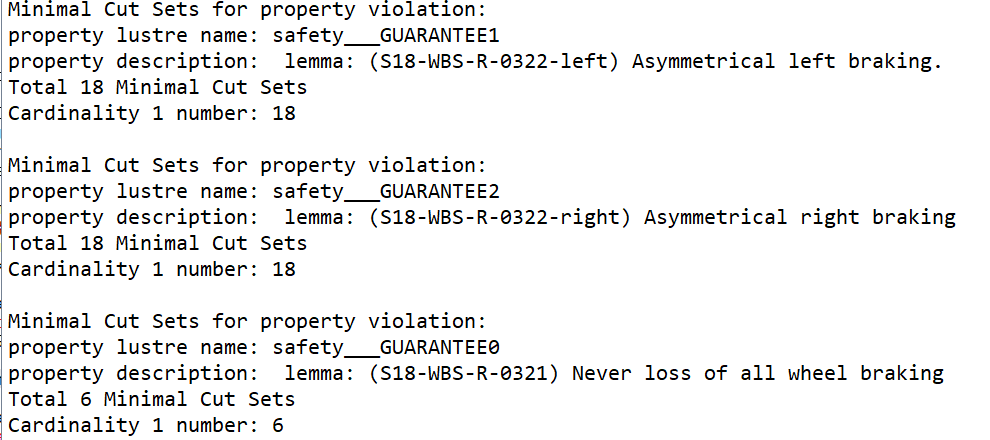 Minimal Cut Sets for property violation:
property lustre name: safety___GUARANTEE1
property description:  lemma: (S18-WBS-R-0322-left) Asymmetrical left braking.
Total 18 Minimal Cut Sets
Cardinality 1 number: 18

Minimal Cut Sets for property violation:
property lustre name: safety___GUARANTEE2
property description:  lemma: (S18-WBS-R-0322-right) Asymmetrical right braking
Total 18 Minimal Cut Sets
Cardinality 1 number: 18

Minimal Cut Sets for property violation:
property lustre name: safety___GUARANTEE0
property description:  lemma: (S18-WBS-R-0321) Never loss of all wheel braking
Total 6 Minimal Cut Sets
Cardinality 1 number: 6